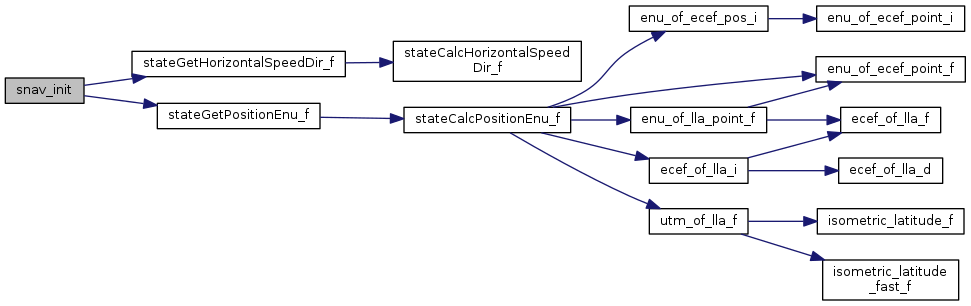 snav_init
stateGetHorizontalSpeedDir_f
stateGetPositionEnu_f
stateCalcHorizontalSpeed
Dir_f
stateCalcPositionEnu_f
enu_of_ecef_pos_i
enu_of_lla_point_f
ecef_of_lla_i
utm_of_lla_f
enu_of_ecef_point_i
enu_of_ecef_point_f
ecef_of_lla_f
ecef_of_lla_d
isometric_latitude_f
isometric_latitude
_fast_f